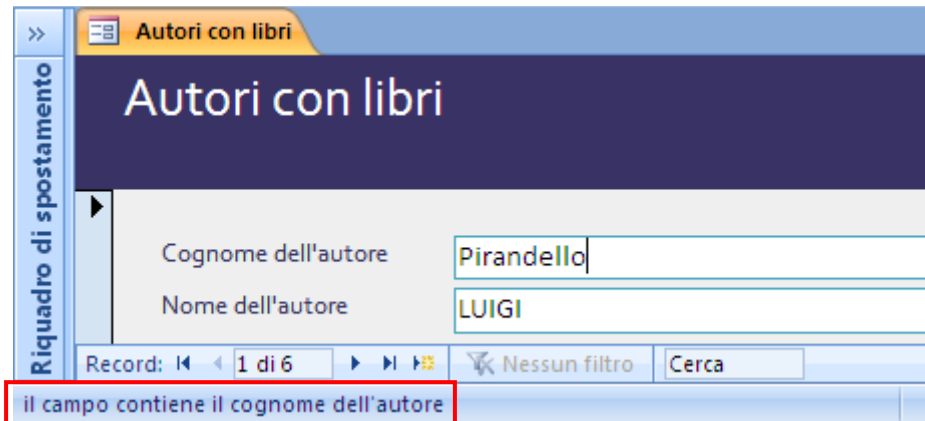 »
Autori con libri
Riquadro di spostamento
Autori con libri
Cognome dell'autore Pirandello
Nome dell'autore LUIGI
Record: 1 di 6 Nessun filtro Cerca
il campo contiene il cognome dell'autore